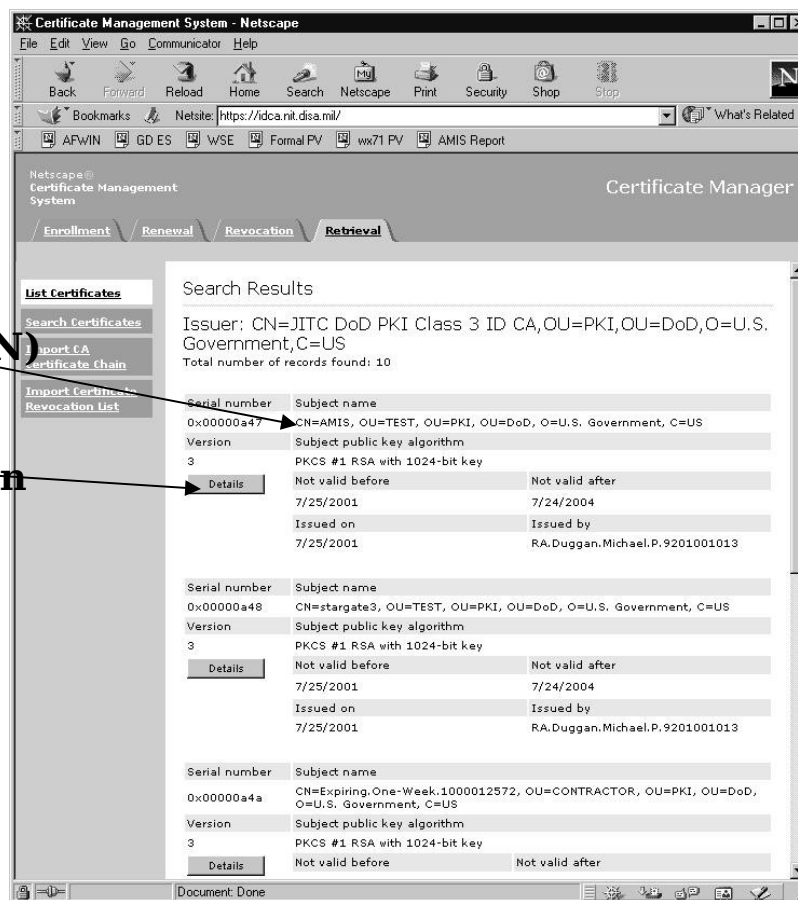 Certificate Management System - Netscape
File Edit View Go Communicator Help
Back Forward Reload Home Search Netscape Print Security Shop Stop
My
N
Bookmarks Netsite: https://idca.nit.disa.mil/ What's Related
AFWIN GD ES WSE Formal PV wx71 PV AMIS Report
Netscape®
Certificate Management
System
Certificate Manager
Enrollment Renewal Revocation Retrieval
List Certificates
Search Certificates
Import CA
Certificate Chain
Import Certificate
Revocation List
N)
n
Search Results
Issuer: CN=JITC DoD PKI Class 3 ID CA,OU=PKI,OU=DoD,O=U.S.
Government,C=US
Total number of records found: 10
Serial number Subject name
0x00000a47 CN=AMIS, OU=TEST, OU=PKI, OU=DoD, O=U.S. Government, C=US
Version Subject public key algorithm
3 PKCS #1 RSA with 1024-bit key
Details Not valid before Not valid after
7/25/2001 7/24/2004
Issued on Issued by
7/25/2001 RA.Duggan.Michael.P.9201001013
Serial number Subject name
0x00000a48 CN=stargate3, OU=TEST, OU=PKI, OU=DoD, O=U.S. Government, C=US
Version Subject public key algorithm
3 PKCS #1 RSA with 1024-bit key
Details Not valid before Not valid after
7/25/2001 7/24/2004
Issued on Issued by
7/25/2001 RA.Duggan.Michael.P.9201001013
Serial number Subject name
0x00000a4a CN=Expiring.One-Week.1000012572, OU=CONTRACTOR, OU=PKI, OU=DoD,
O=U.S. Government, C=US
Version Subject public key algorithm
3 PKCS #1 RSA with 1024-bit key
Details Not valid before Not valid after
Document: Done